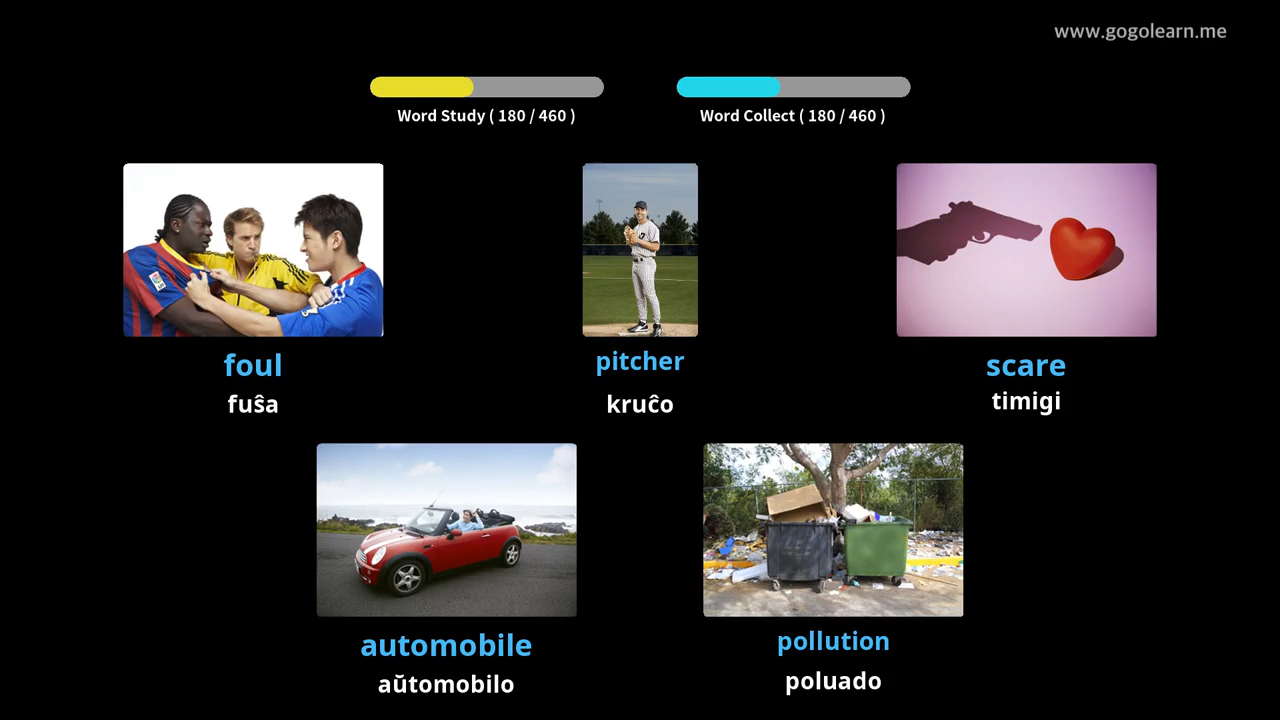 www.gogolearn.me
Word Study ( 180 / 460 )
Word Collect ( 180 / 460 )
foul
fuŝa
pitcher
kruĉo
scare
timigi
automobile
aŭtomobilo
pollution
poluado